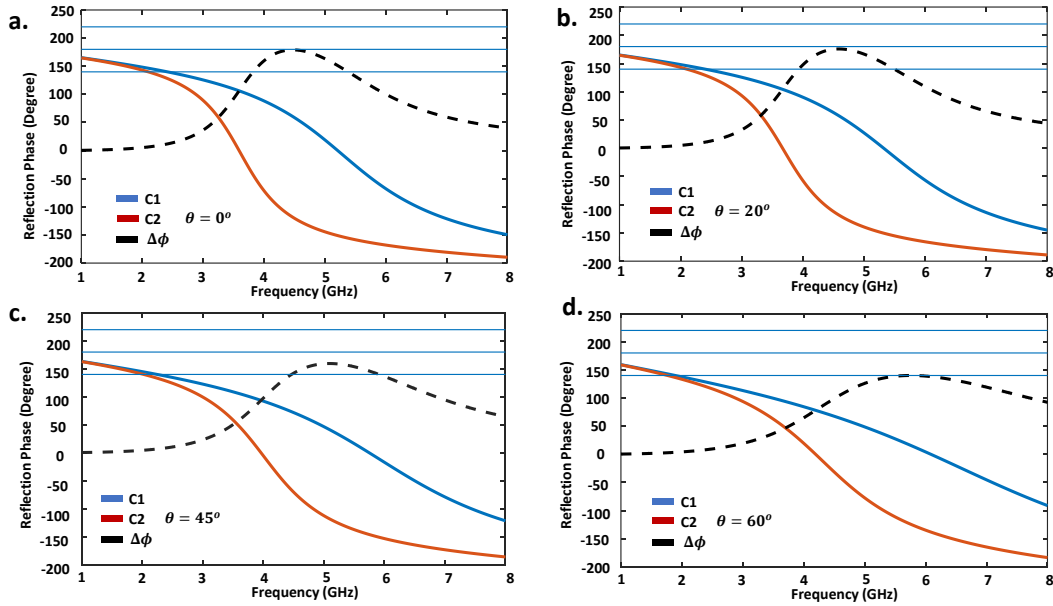 a.
250
200
150
100
50
0
-50
-100
-150
-200
Reflection Phase (Degree)
C1
C2 θ = 0º
Δϕ
1 2 3 4 5 6 7 8
Frequency (GHz)
b.
250
200
150
100
50
0
-50
-100
-150
-200
Reflection Phase (Degree)
C1
C2 θ = 20º
Δϕ
1 2 3 4 5 6 7 8
Frequency (GHz)
c.
250
200
150
100
50
0
-50
-100
-150
-200
Reflection Phase (Degree)
C1
C2 θ = 45º
Δϕ
1 2 3 4 5 6 7 8
Frequency (GHz)
d.
250
200
150
100
50
0
-50
-100
-150
-200
Reflection Phase (Degree)
C1
C2 θ = 60º
Δϕ
1 2 3 4 5 6 7 8
Frequency (GHz)